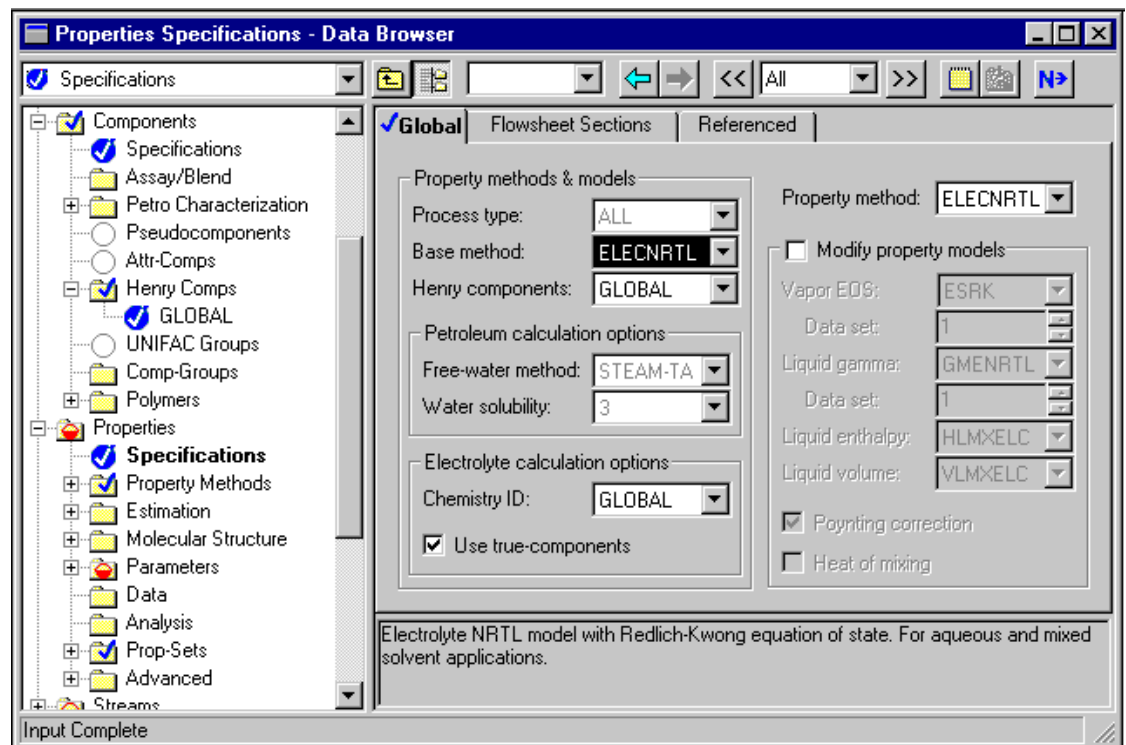 Properties Specifications - Data Browser
Specifications
All
<<
>>
N
Components
Specifications
Assay/Blend
Petro Characterization
Pseudocomponents
Attr-Comps
Henry Comps
GLOBAL
UNIFAC Groups
Comp-Groups
Polymers
Properties
Specifications
Property Methods
Estimation
Molecular Structure
Parameters
Data
Analysis
Prop-Sets
Advanced
Streams
Global
Flowsheet Sections
Referenced
Property methods & models
Process type: ALL
Base method: ELECNRTL
Henry components: GLOBAL
Petroleum calculation options
Free-water method: STEAM-TA
Water solubility: 3
Electrolyte calculation options
Chemistry ID: GLOBAL
Use true-components
Property method: ELECNRTL
Modify property models
Vapor EOS: ESRK
Data set: 1
Liquid gamma: GMENRTL
Data set: 1
Liquid enthalpy: HLMXELC
Liquid volume: VLMXELC
Poynting correction
Heat of mixing
Electrolyte NRTL model with Redlich-Kwong equation of state. For aqueous and mixed
solvent applications.
Input Complete